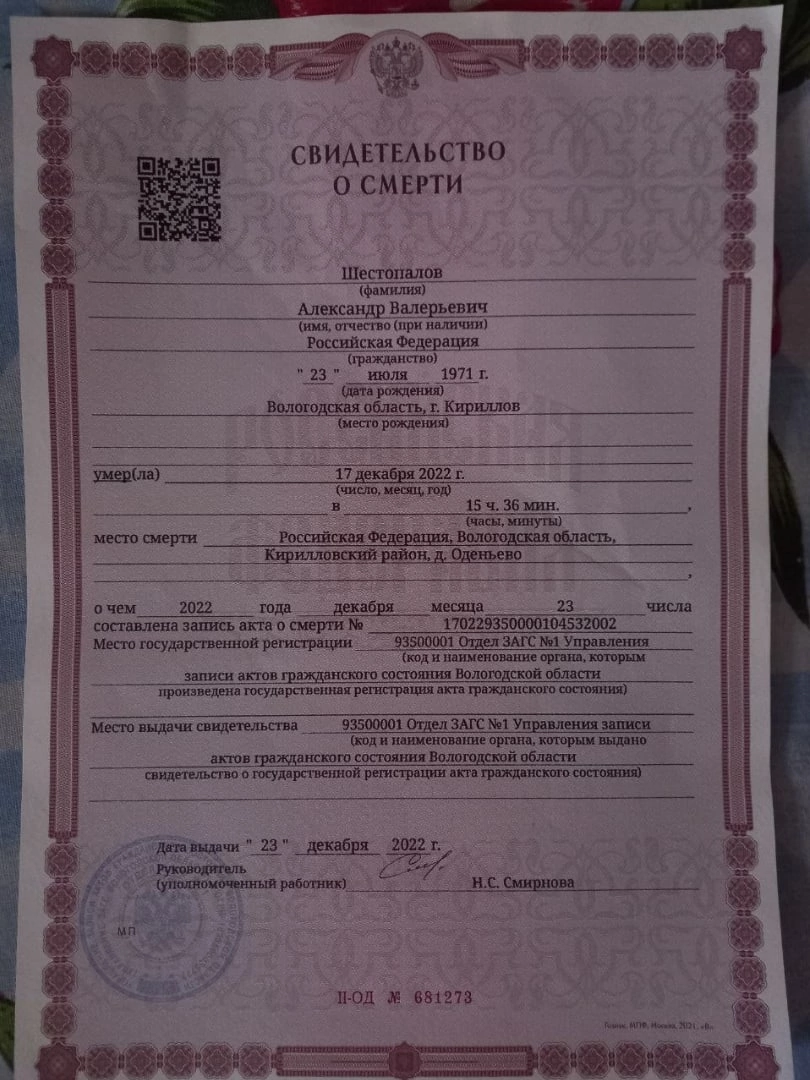 СВИДЕТЕЛЬСТВО
О СМЕРТИ
Шестопалов
(фамилия)
Александр Валерьевич
(имя, отчество (при наличии)
Российская Федерация
(гражданство)
" 23 " июля 1971 г.
(дата рождения)
Вологодская область, г. Кириллов
(место рождения)
умер(ла) 17 декабря 2022 г.
(число, месяц, год)
в 15 ч. 36 мин. ,
(часы, минуты)
место смерти Российская Федерация, Вологодская область,
Кирилловский район, д. Оденьево
,
о чем 2022 года декабря месяца 23 числа
составлена запись акта о смерти № 170229350000104532002
Место государственной регистрации 93500001 Отдел ЗАГС №1 Управления
(код и наименование органа, которым
записи актов гражданского состояния Вологодской области
произведена государственная регистрация акта гражданского состояния)
Место выдачи свидетельства 93500001 Отдел ЗАГС №1 Управления записи
(код и наименование органа, которым выдано
актов гражданского состояния Вологодской области
свидетельство о государственной регистрации акта гражданского состояния)
Дата выдачи " 23 " декабря 2022 г.
Руководитель
(уполномоченный работник) Н.С. Смирнова
МП
II-ОД № 681273
МПФ, Москва, 2021, «В».